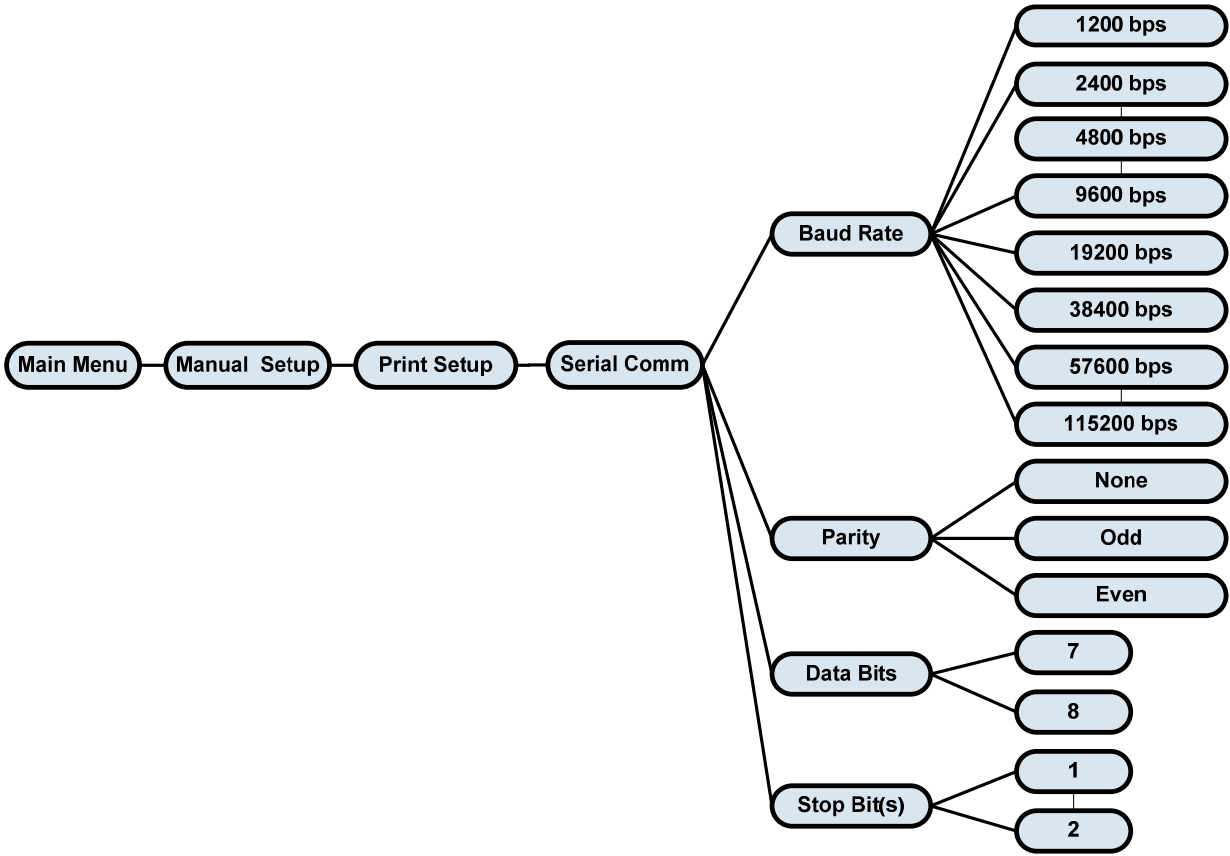 Main Menu
Manual Setup
Print Setup
Serial Comm
Baud Rate
1200 bps
2400 bps
4800 bps
9600 bps
19200 bps
38400 bps
57600 bps
115200 bps
Parity
None
Odd
Even
Data Bits
7
8
Stop Bit(s)
1
2